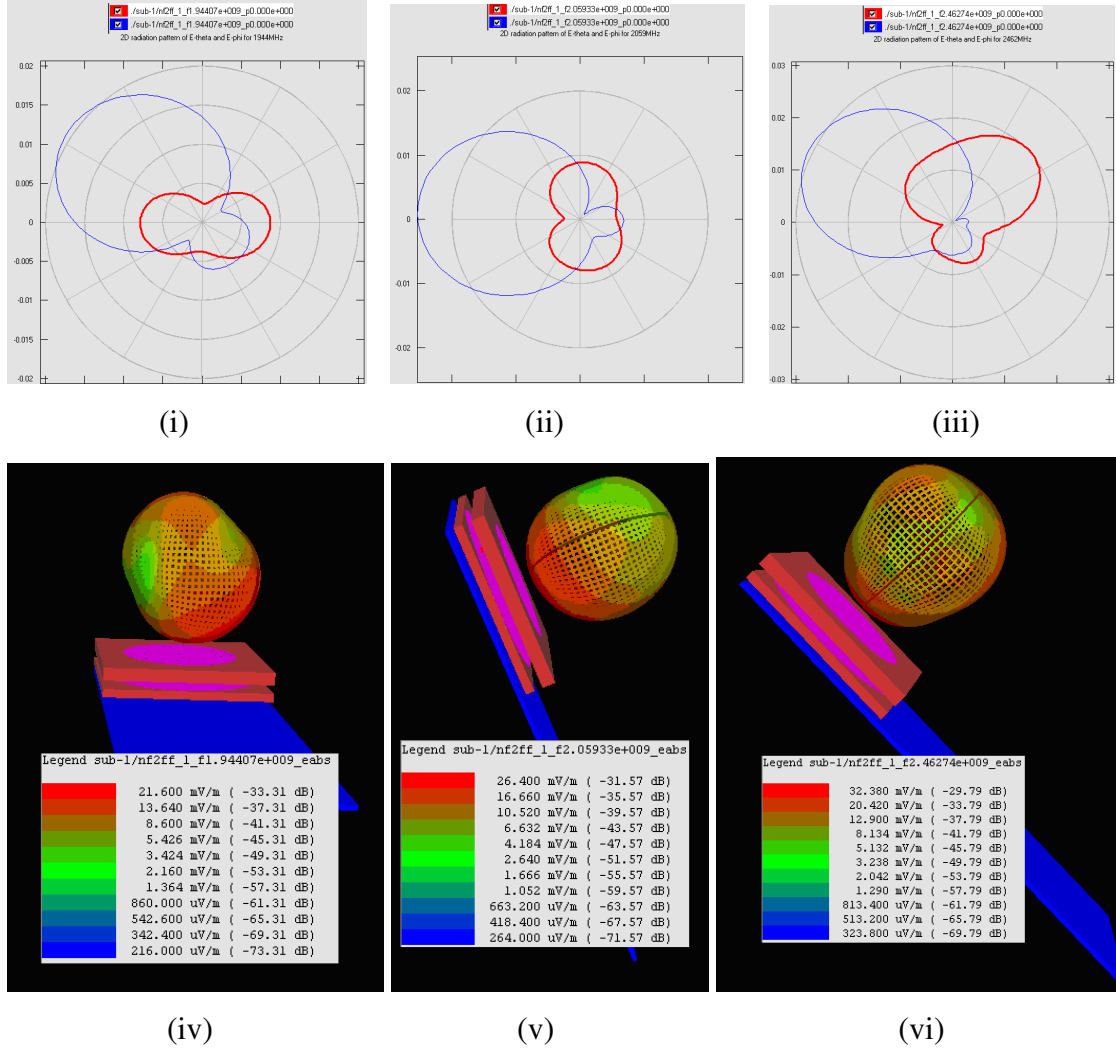 ./sub-1/nf2ff_1_f1.94407e+009_p0.000e+000
./sub-1/nf2ff_1_f1.94407e+009_p0.000e+000
2D radiation pattern of E-theta and E-phi for 1944MHz
0.02
0.015
0.01
0.005
0
-0.005
-0.01
-0.015
-0.02
(i)
./sub-1/nf2ff_1_f2.05933e+009_p0.000e+000
./sub-1/nf2ff_1_f2.05933e+009_p0.000e+000
2D radiation pattern of E-theta and E-phi for 2059MHz
0.02
0.01
0
-0.01
-0.02
(ii)
./sub-1/nf2ff_1_f2.46274e+009_p0.000e+000
./sub-1/nf2ff_1_f2.46274e+009_p0.000e+000
2D radiation pattern of E-theta and E-phi for 2462MHz
0.03
0.02
0.01
0
-0.01
-0.02
-0.03
(iii)
Legend sub-1/nf2ff_1_f1.94407e+009_eabs
21.600 mV/m ( -33.31 dB)
13.640 mV/m ( -37.31 dB)
8.600 mV/m ( -41.31 dB)
5.426 mV/m ( -45.31 dB)
3.424 mV/m ( -49.31 dB)
2.160 mV/m ( -53.31 dB)
1.364 mV/m ( -57.31 dB)
860.000 uV/m ( -61.31 dB)
542.600 uV/m ( -65.31 dB)
342.400 uV/m ( -69.31 dB)
216.000 uV/m ( -73.31 dB)
(iv)
Legend sub-1/nf2ff_1_f2.05933e+009_eabs
26.400 mV/m ( -31.57 dB)
16.660 mV/m ( -35.57 dB)
10.520 mV/m ( -39.57 dB)
6.632 mV/m ( -43.57 dB)
4.184 mV/m ( -47.57 dB)
2.640 mV/m ( -51.57 dB)
1.666 mV/m ( -55.57 dB)
1.052 mV/m ( -59.57 dB)
663.200 uV/m ( -63.57 dB)
418.400 uV/m ( -67.57 dB)
264.000 uV/m ( -71.57 dB)
(v)
Legend sub-1/nf2ff_1_f2.46274e+009_eabs
32.380 mV/m ( -29.79 dB)
20.420 mV/m ( -33.79 dB)
12.900 mV/m ( -37.79 dB)
8.134 mV/m ( -41.79 dB)
5.132 mV/m ( -45.79 dB)
3.238 mV/m ( -49.79 dB)
2.042 mV/m ( -53.79 dB)
1.290 mV/m ( -57.79 dB)
813.400 uV/m ( -61.79 dB)
513.200 uV/m ( -65.79 dB)
323.800 uV/m ( -69.79 dB)
(vi)